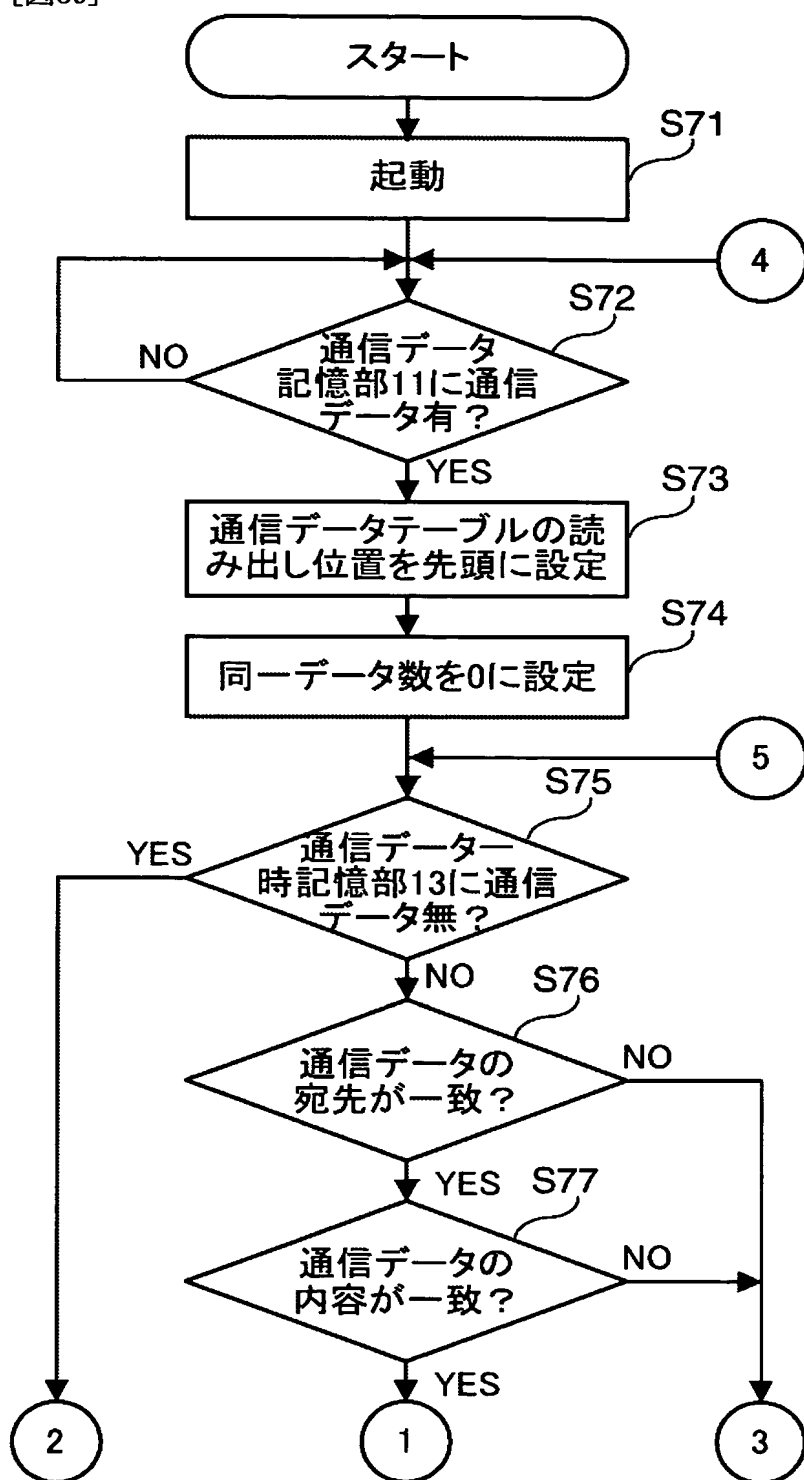 スタート
S71
起動
4
S72
NO
通信データ
記憶部11に通信
データ有？
YES
S73
通信データテーブルの読
み出し位置を先頭に設定
S74
同一データ数を0に設定
5
S75
YES
通信データ一
時記憶部13に通信
データ無？
NO
S76
通信データの
宛先が一致？
NO
YES
S77
通信データの
内容が一致？
NO
YES
2
1
3